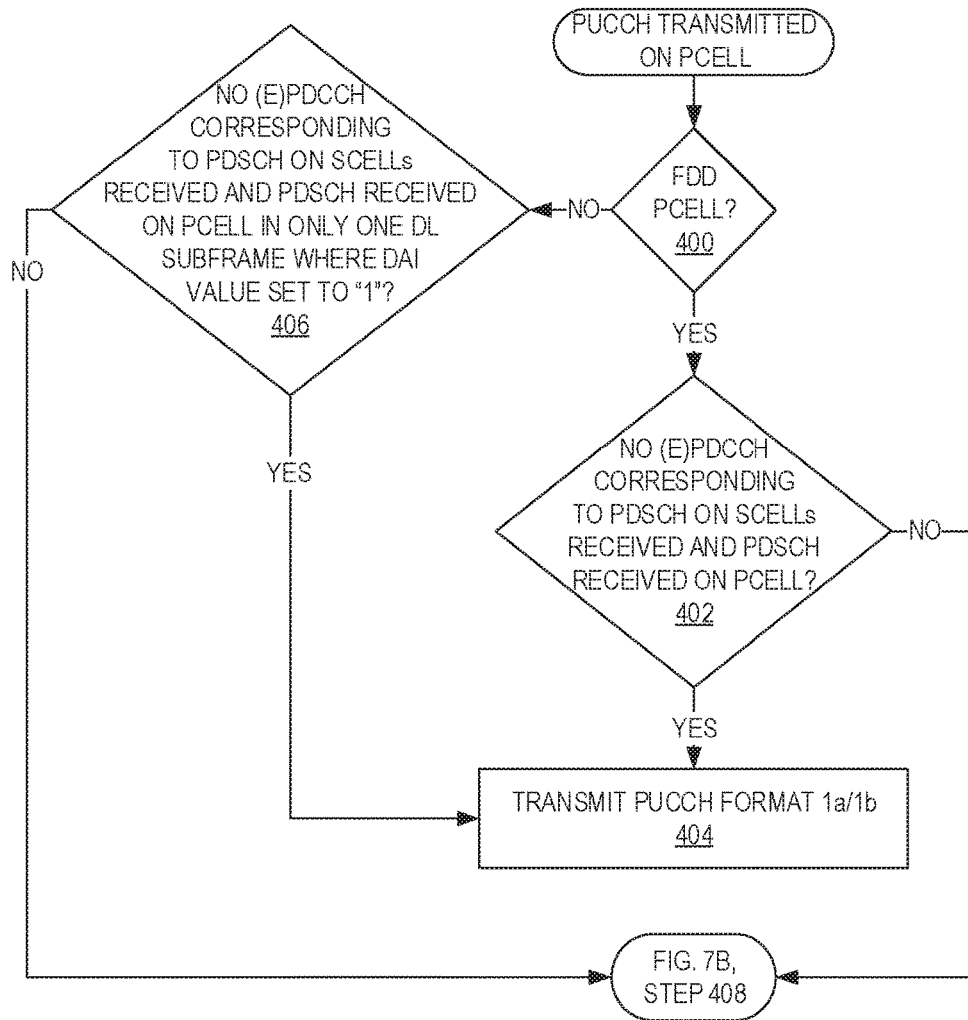 PUCCH TRANSMITTED
ON PCELL
FDD
PCELL?
400
NO
YES
NO (E)PDCCH
CORRESPONDING
TO PDSCH ON SCELLs
RECEIVED AND PDSCH RECEIVED
ON PCELL IN ONLY ONE DL
SUBFRAME WHERE DAI
VALUE SET TO “1”?
406
NO
YES
NO (E)PDCCH
CORRESPONDING
TO PDSCH ON SCELLs
RECEIVED AND PDSCH
RECEIVED ON PCELL?
402
NO
YES
TRANSMIT PUCCH FORMAT 1a/1b
404
FIG. 7B,
STEP 408